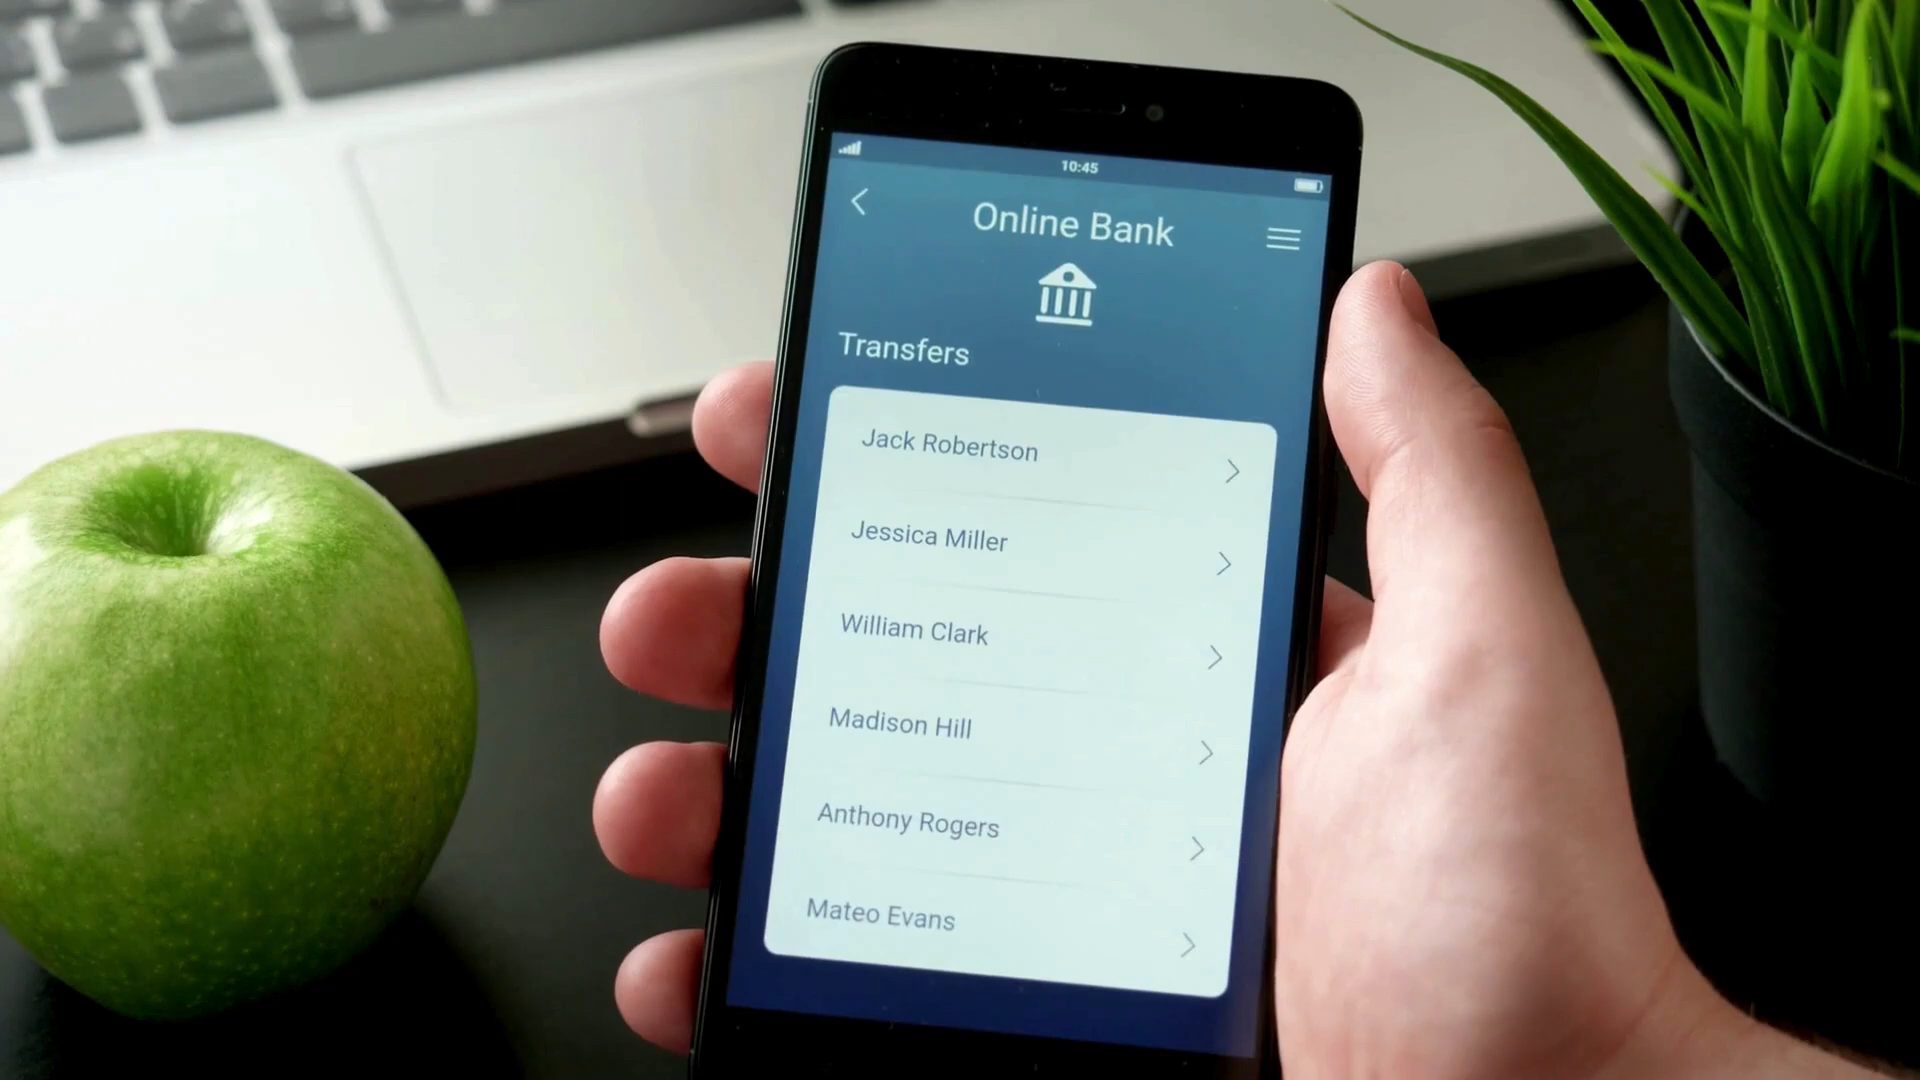 10:45
Online Bank
Transfers
Jack Robertson
Jessica Miller
William Clark
Madison Hill
Anthony Rogers
Mateo Evans